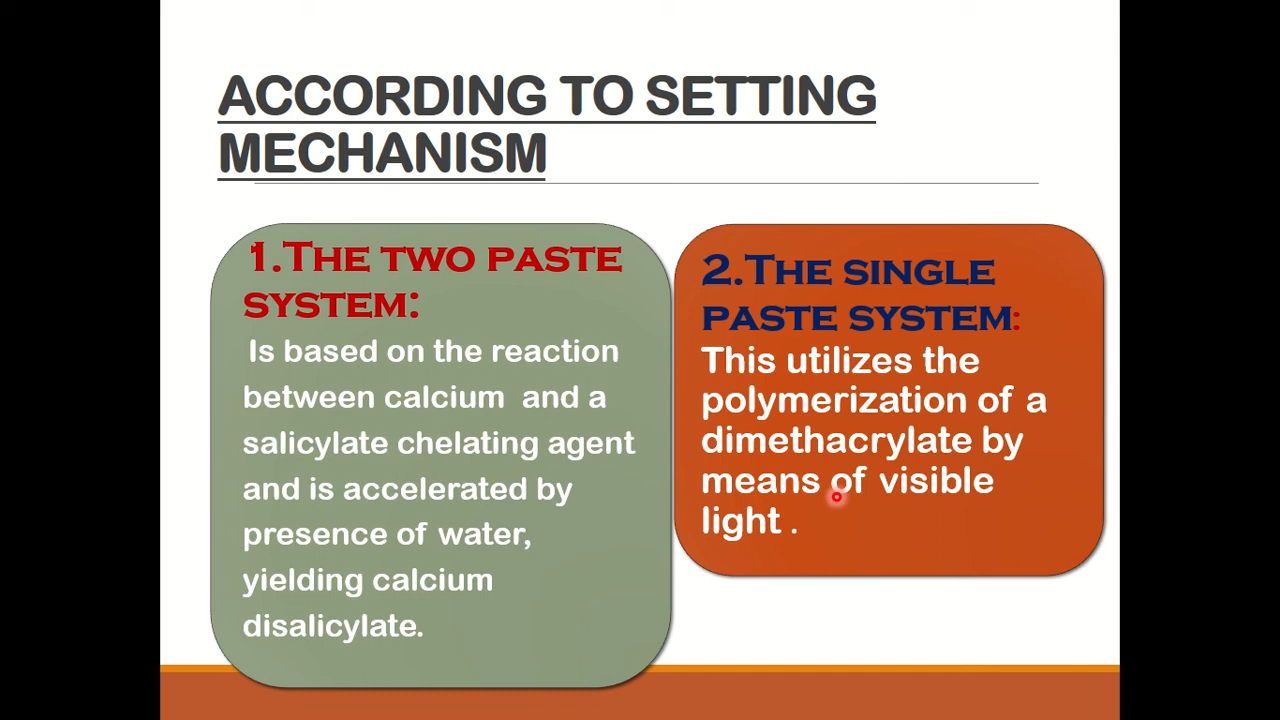 ACCORDING TO SETTING
MECHANISM
1.The two paste
system:
Is based on the reaction
between calcium and a
salicylate chelating agent
and is accelerated by
presence of water,
yielding calcium
disalicylate.
2.The single
paste system:
This utilizes the
polymerization of a
dimethacrylate by
means of visible
light .